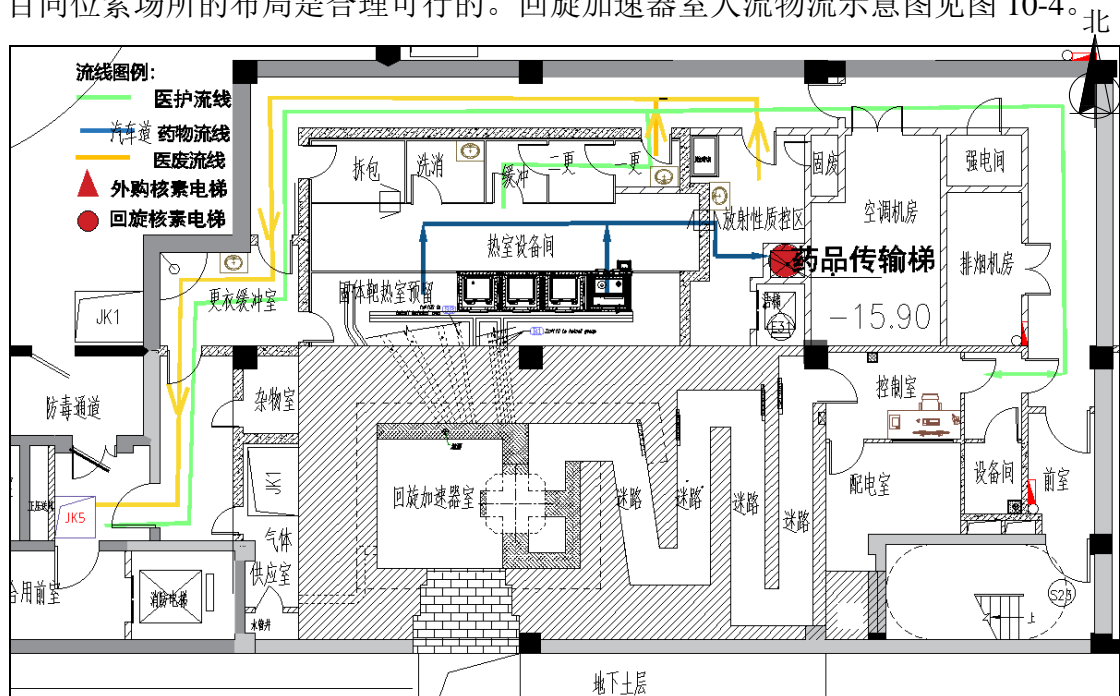 目同位素场所的布局是合理可行的。回旋加速器室人流物流示意图见图 10-4。
北
流线图例：
医护流线
汽车道
药物流线
医废流线
外购核素电梯
回旋核素电梯
拆包
洗消
缓冲
二更
一更
固废
强电间
放射性质控区
空调机房
热室设备间
药品传输梯
排烟机房
更衣缓冲室
固体靶热室预留
JK1
E31
-15.90
防毒通道
杂物室
控制室
回旋加速器室
迷路
迷路
迷路
迷路
配电室
设备间
前室
JK1
JK5
气体
供应室
合用前室
消防电梯
水管井
S23
上
地下土层